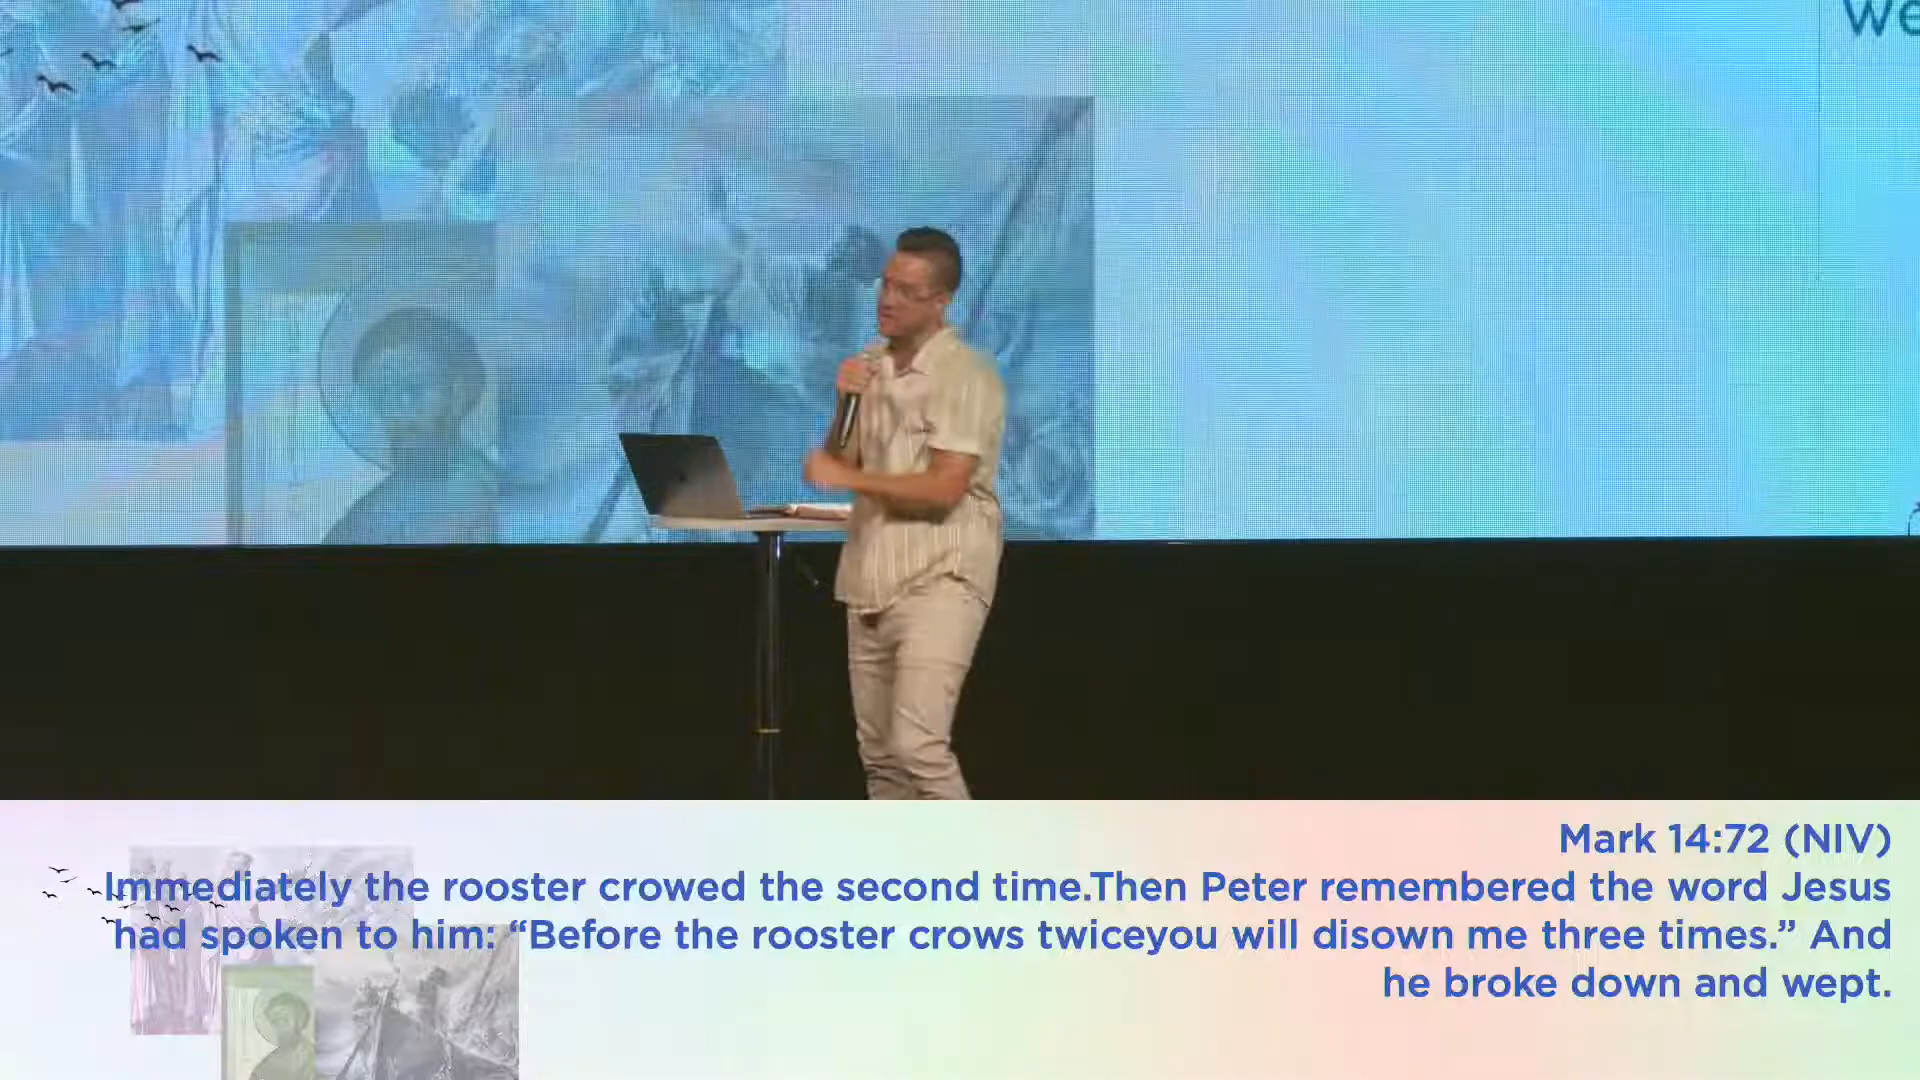 We
Mark 14:72 (NIV)
Immediately the rooster crowed the second time.Then Peter remembered the word Jesus
had spoken to him: “Before the rooster crows twiceyou will disown me three times.” And
he broke down and wept.